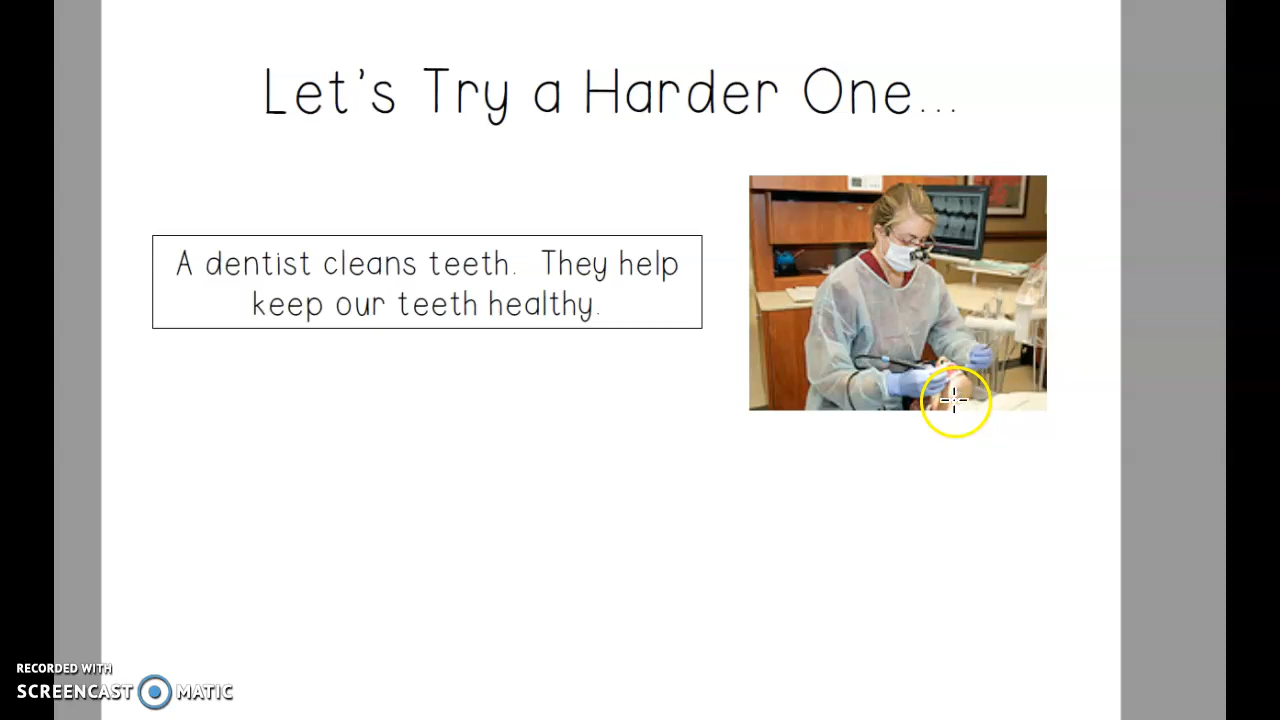 Let's Try a Harder One...
A dentist cleans teeth. They help
keep our teeth healthy.
RECORDED WITH
SCREENCAST MATIC